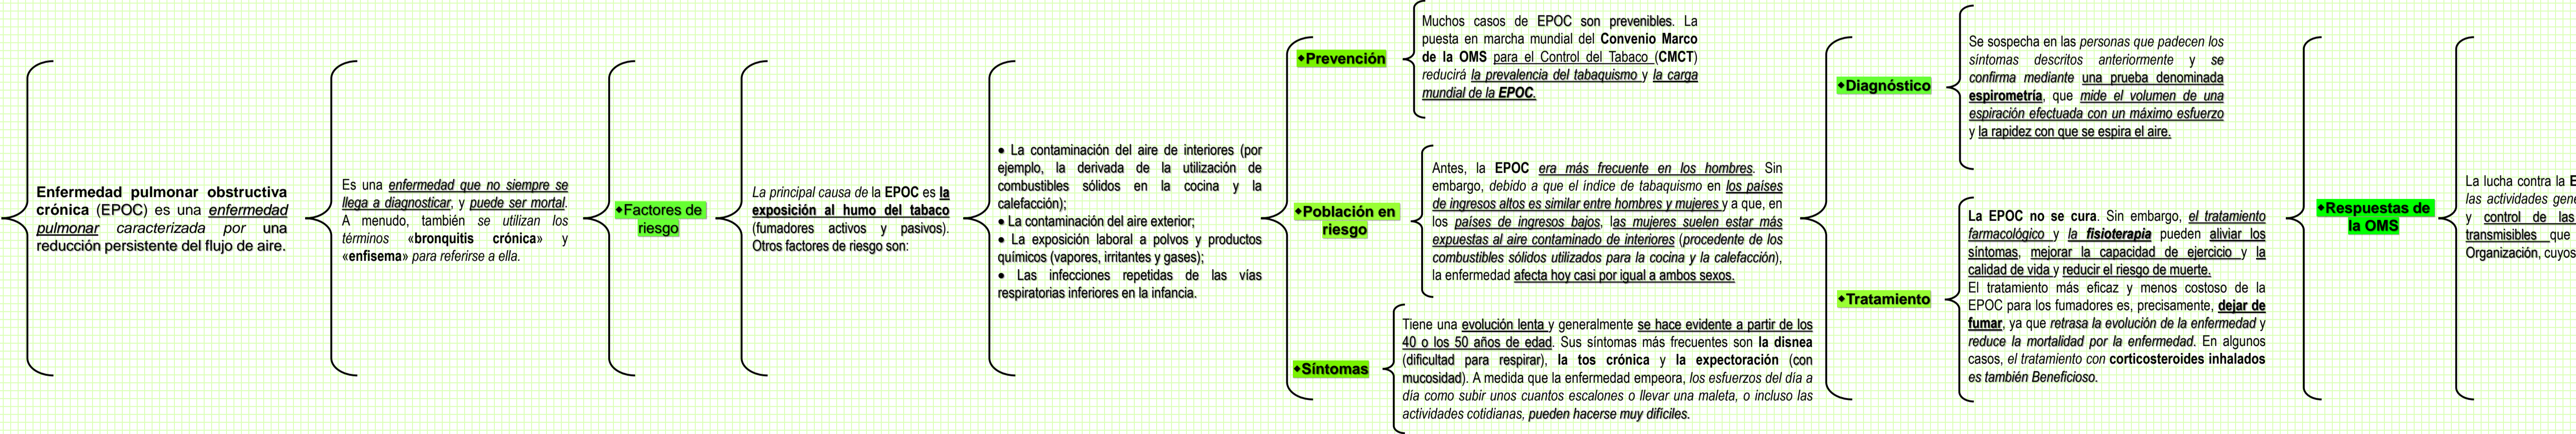 Enfermedad pulmonar obstructiva
crónica (EPOC) es una enfermedad
pulmonar caracterizada por una
reducción persistente del flujo de aire.
Es una enfermedad que no siempre se
llega a diagnosticar, y puede ser mortal.
A menudo, también se utilizan los
términos «bronquitis crónica» y
«enfisema» para referirse a ella.
◆Factores de
riesgo
La principal causa de la EPOC es la
exposición al humo del tabaco
(fumadores activos y pasivos).
Otros factores de riesgo son:
● La contaminación del aire de interiores (por
ejemplo, la derivada de la utilización de
combustibles sólidos en la cocina y la
calefacción);
● La contaminación del aire exterior;
● La exposición laboral a polvos y productos
químicos (vapores, irritantes y gases);
● Las infecciones repetidas de las vías
respiratorias inferiores en la infancia.
◆Prevención
Muchos casos de EPOC son prevenibles. La
puesta en marcha mundial del Convenio Marco
de la OMS para el Control del Tabaco (CMCT)
reducirá la prevalencia del tabaquismo y la carga
mundial de la EPOC.
◆Población en
riesgo
Antes, la EPOC era más frecuente en los hombres. Sin
embargo, debido a que el índice de tabaquismo en los países
de ingresos altos es similar entre hombres y mujeres y a que, en
los países de ingresos bajos, las mujeres suelen estar más
expuestas al aire contaminado de interiores (procedente de los
combustibles sólidos utilizados para la cocina y la calefacción),
la enfermedad afecta hoy casi por igual a ambos sexos.
◆Síntomas
Tiene una evolución lenta y generalmente se hace evidente a partir de los
40 o los 50 años de edad. Sus síntomas más frecuentes son la disnea
(dificultad para respirar), la tos crónica y la expectoración (con
mucosidad). A medida que la enfermedad empeora, los esfuerzos del día a
día como subir unos cuantos escalones o llevar una maleta, o incluso las
actividades cotidianas, pueden hacerse muy difíciles.
◆Diagnóstico
Se sospecha en las personas que padecen los
síntomas descritos anteriormente y se
confirma mediante una prueba denominada
espirometría, que mide el volumen de una
espiración efectuada con un máximo esfuerzo
y la rapidez con que se espira el aire.
◆Tratamiento
La EPOC no se cura. Sin embargo, el tratamiento
farmacológico y la fisioterapia pueden aliviar los
síntomas, mejorar la capacidad de ejercicio y la
calidad de vida y reducir el riesgo de muerte.
El tratamiento más eficaz y menos costoso de la
EPOC para los fumadores es, precisamente, dejar de
fumar, ya que retrasa la evolución de la enfermedad y
reduce la mortalidad por la enfermedad. En algunos
casos, el tratamiento con corticosteroides inhalados
es también Beneficioso.
◆Respuestas de
la OMS
La lucha contra la
las actividades
y control de las
transmisibles que
Organización, cuyos